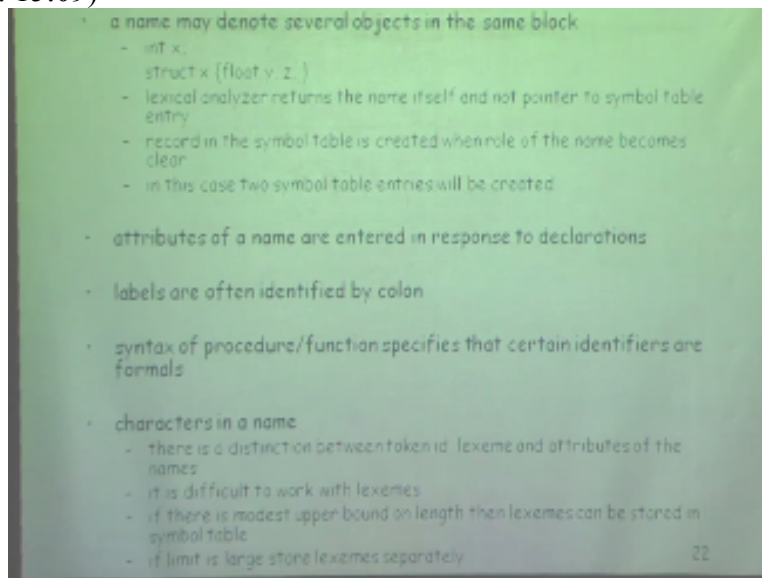 15:09)
• a name may denote several objects in the same block
- int x;
struct x {float y, z; }
- lexical analyzer returns the name itself and not pointer to symbol table
entry
- record in the symbol table is created when role of the name becomes
clear
- in this case two symbol table entries will be created
• attributes of a name are entered in response to declarations
• labels are often identified by colon
• syntax of procedure/function specifies that certain identifiers are
formals
• characters in a name
- there is a distinction between token id, lexeme and attributes of the
names
- it is difficult to work with lexemes
- if there is modest upper bound on length then lexemes can be stored in
symbol table
- if limit is large store lexemes separately
22